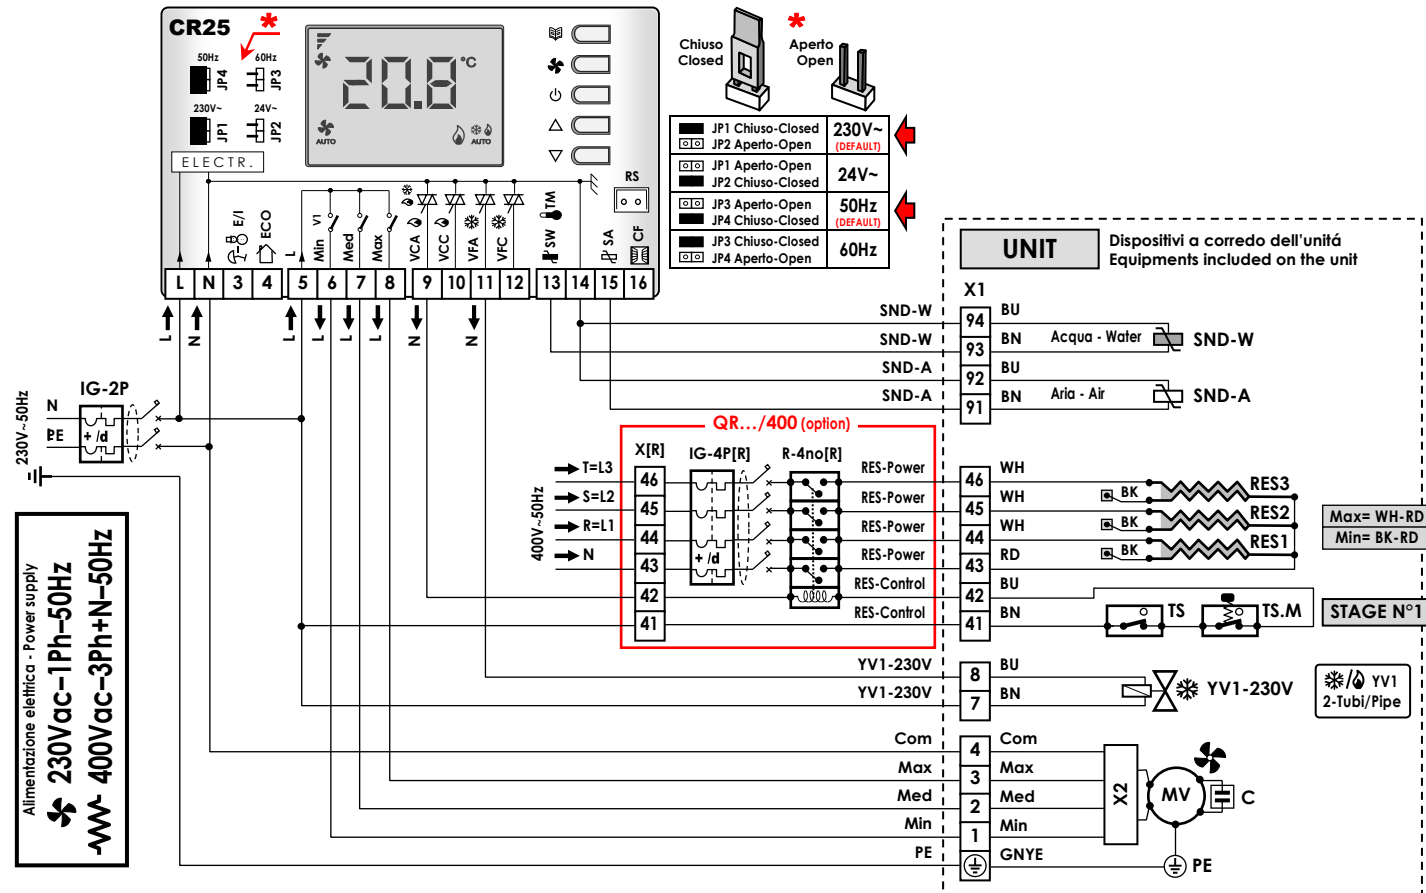 CR25
*
50Hz
JP4
60Hz
JP3
230V~
JP1
24V~
JP2
ELECTR.
20.8 °C
AUTO
AUTO
RS
E/I
ECO
L
Min
V1
Med
Max
VCA
VCC
VFA
VFC
SW
TM
SA
CF
L N 3 4 5 6 7 8 9 10 11 12 13 14 15 16
L
N
L
L
L
L
N
N
Chiuso
Closed
*
Aperto
Open
JP1 Chiuso-Closed
JP2 Aperto-Open
230V~
(DEFAULT)
JP1 Aperto-Open
JP2 Chiuso-Closed
24V~
JP3 Aperto-Open
JP4 Chiuso-Closed
50Hz
(DEFAULT)
JP3 Chiuso-Closed
JP4 Aperto-Open
60Hz
UNIT
Dispositivi a corredo dell'unitá
Equipments included on the unit
X1
SND-W 94 BU
SND-W 93 BN Acqua - Water SND-W
SND-A 92 BU
SND-A 91 BN Aria - Air SND-A
IG-2P
230V~50Hz
N
PE
+ /d
QR.../400 (option)
X[R] IG-4P[R] R-4no[R]
400V~50Hz
T=L3 46 RES-Power 46 WH BK RES3
S=L2 45 RES-Power 45 WH BK RES2
R=L1 44 RES-Power 44 WH BK RES1
N 43 + /d RES-Power 43 RD
42 RES-Control 42 BU
41 RES-Control 41 BN TS TS.M
Max= WH-RD
Min= BK-RD
STAGE N°1
YV1-230V 8 BU
YV1-230V 7 BN YV1-230V
/ YV1
2-Tubi/Pipe
Com 4 Com
Max 3 Max
Med 2 Med
Min 1 Min
PE GNYE
X2
MV
C
PE
Alimentazione elettrica - Power supply
230Vac–1Ph–50Hz
400Vac–3Ph+N–50Hz